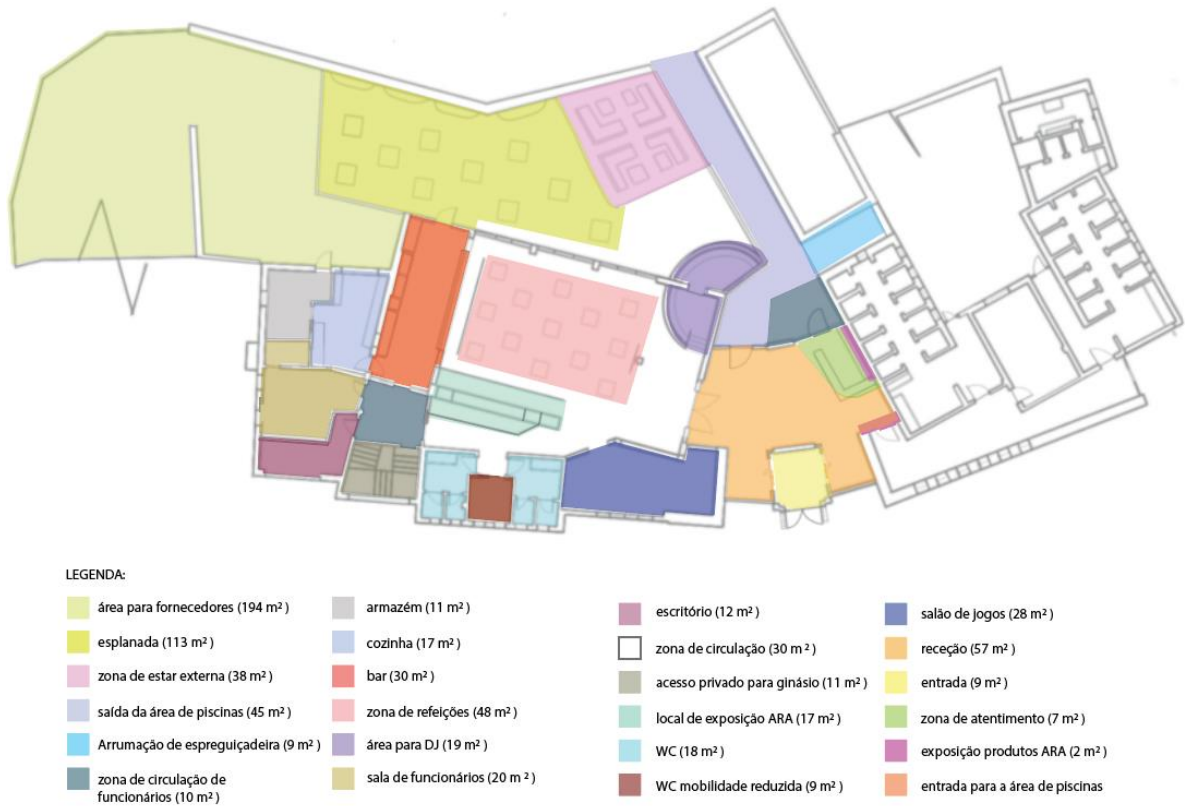 LEGENDA:
área para fornecedores (194 m²)
esplanada (113 m²)
zona de estar externa (38 m²)
saída da área de piscinas (45 m²)
Arrumação de espreguiçadeira (9 m²)
zona de circulação de
funcionários (10 m²)
armazém (11 m²)
cozinha (17 m²)
bar (30 m²)
zona de refeições (48 m²)
área para DJ (19 m²)
sala de funcionários (20 m ²)
escritório (12 m²)
zona de circulação (30 m ²)
acesso privado para ginásio (11 m²)
local de exposição ARA (17 m²)
WC (18 m²)
WC mobilidade reduzida (9 m²)
salão de jogos (28 m²)
receção (57 m²)
entrada (9 m²)
zona de atentimento (7 m²)
exposição produtos ARA (2 m²)
entrada para a área de piscinas